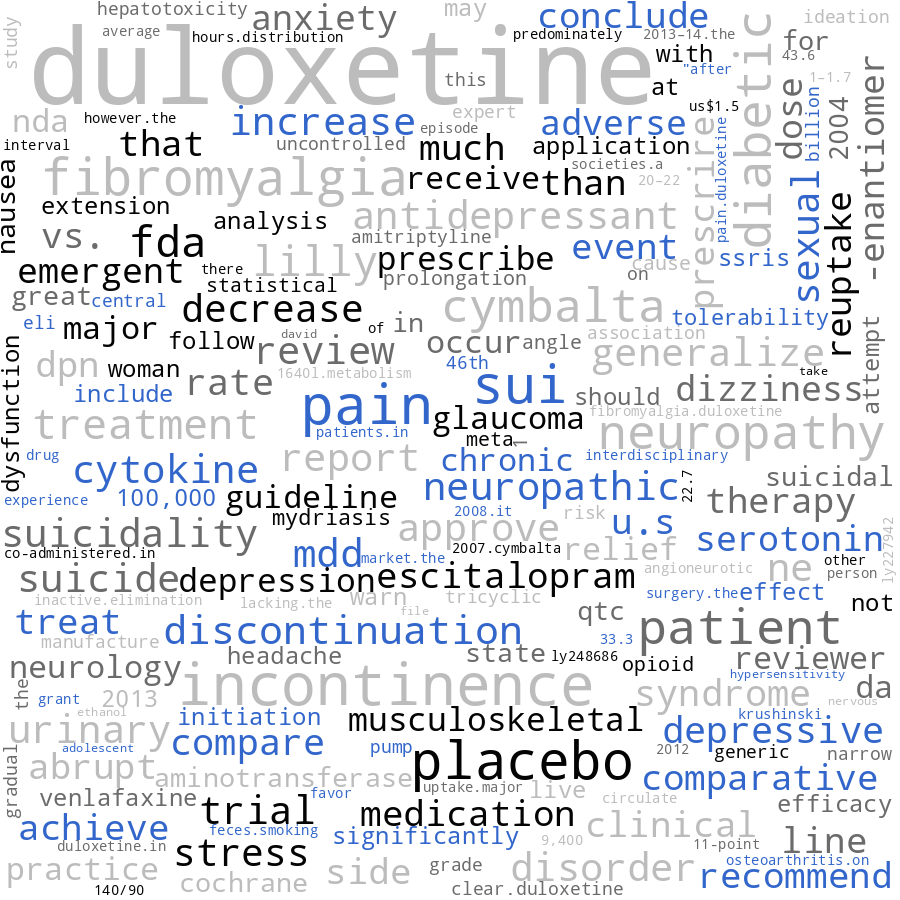 hepatotoxicity anxiety may conclude ideation
study average hours.distribution predominately 2013–14.the for
duloxetine with 43.6
this at "after 1–1.7
us$1.5
nda however.the increase expert adverse diabetic dose billion 2004 -enantiomer
interval that uncontrolled episode much application prescrire
societies.a
nausea fibromyalgia receive than 20–22 pain.duloxetine sexual reuptake
extension analysis antidepressant
vs. fda amitriptyline event
emergent there lilly prescribe cause ssris
statistical prolongation on
great central decrease cymbalta tolerability
eli major david of in association
follow review occur angle generalize attempt
dpn woman 46th take
1640l.metabolism
include rate sui should dizziness
dysfunction pain fibromyalgia.duloxetine
treatment glaucoma neuropathy
patients.in meta 1
drug report chronic interdisciplinary
cytokine suicidal
experience 100,000 guideline neuropathic 22.7 therapy
mydriasis 2008.it risk
suicidality approve u.s serotonin ly227942
co-administered.in mdd market.the 2007.cymbalta relief other
suicide depression escitalopram angioneurotic ne person
inactive.elimination lacking.the warn tricyclic surgery.the effect not
file qtc
treat discontinuation 33.3 patient
manufacture headache state ly248686 opioid reviewer
neurology hypersensitivity
the grant 2013 incontinence syndrome da
ethanol nervous
urinary initiation musculoskeletal krushinski
adolescent compare pump placebo 2012 depressive
generic narrow
gradual abrupt aminotransferase uptake.major live comparative
venlafaxine favor circulate efficacy
achieve trial medication clinical
feces.smoking significantly 9,400 11-point line
duloxetine.in stress
practice cochrane side grade disorder osteoarthritis.on
140/90 clear.duloxetine recommend